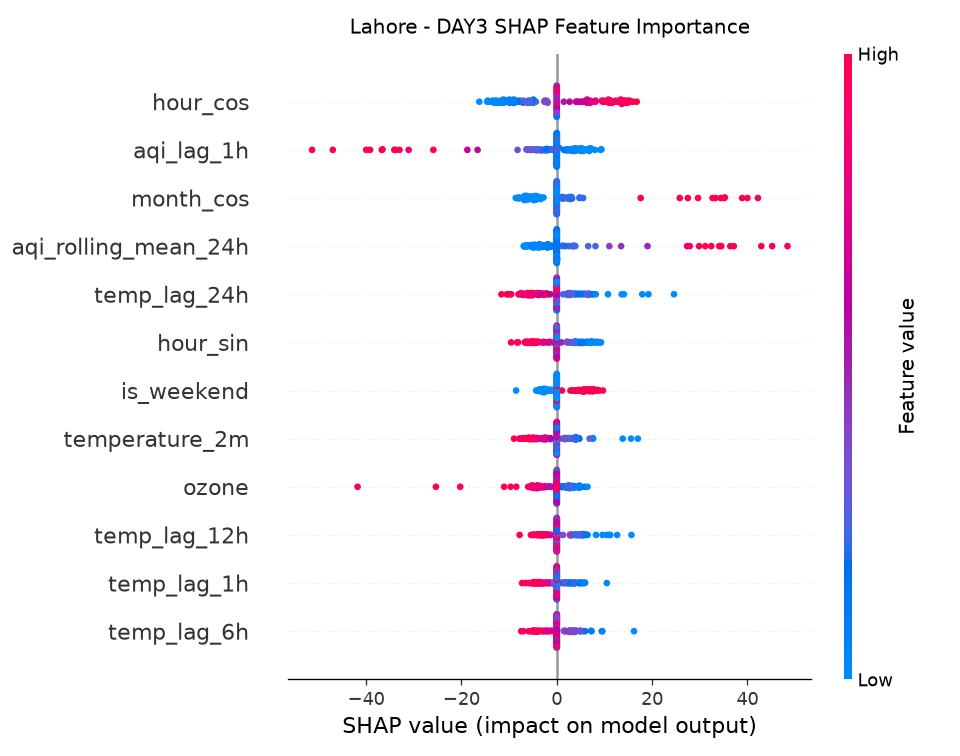 Lahore - DAY3 SHAP Feature Importance
High
hour_cos
aqi_lag_1h
month_cos
aqi_rolling_mean_24h
temp_lag_24h
hour_sin
is_weekend
temperature_2m
ozone
temp_lag_12h
temp_lag_1h
temp_lag_6h
Feature value
Low
−40 −20 0 20 40
SHAP value (impact on model output)